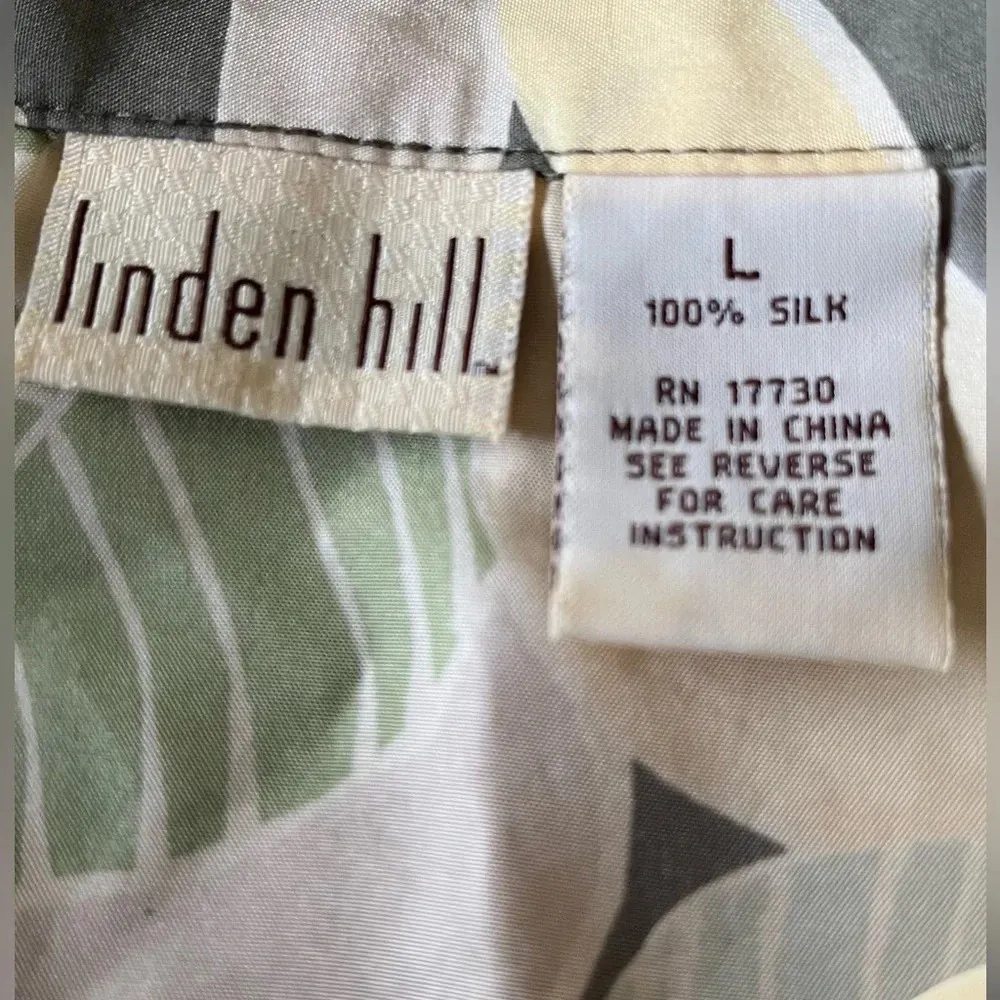 linden hill
L
100% SILK
RN 17730
MADE IN CHINA
SEE REVERSE
FOR CARE
INSTRUCTION